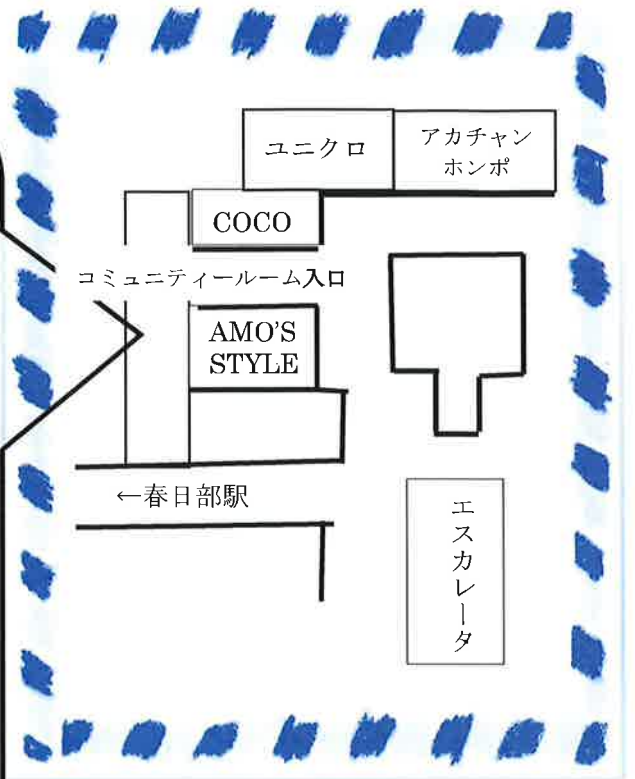 ユニクロ
アカチャン
ホンポ
COCO
コミュニティールーム入口
AMO'S
STYLE
←春日部駅
エスカレータ